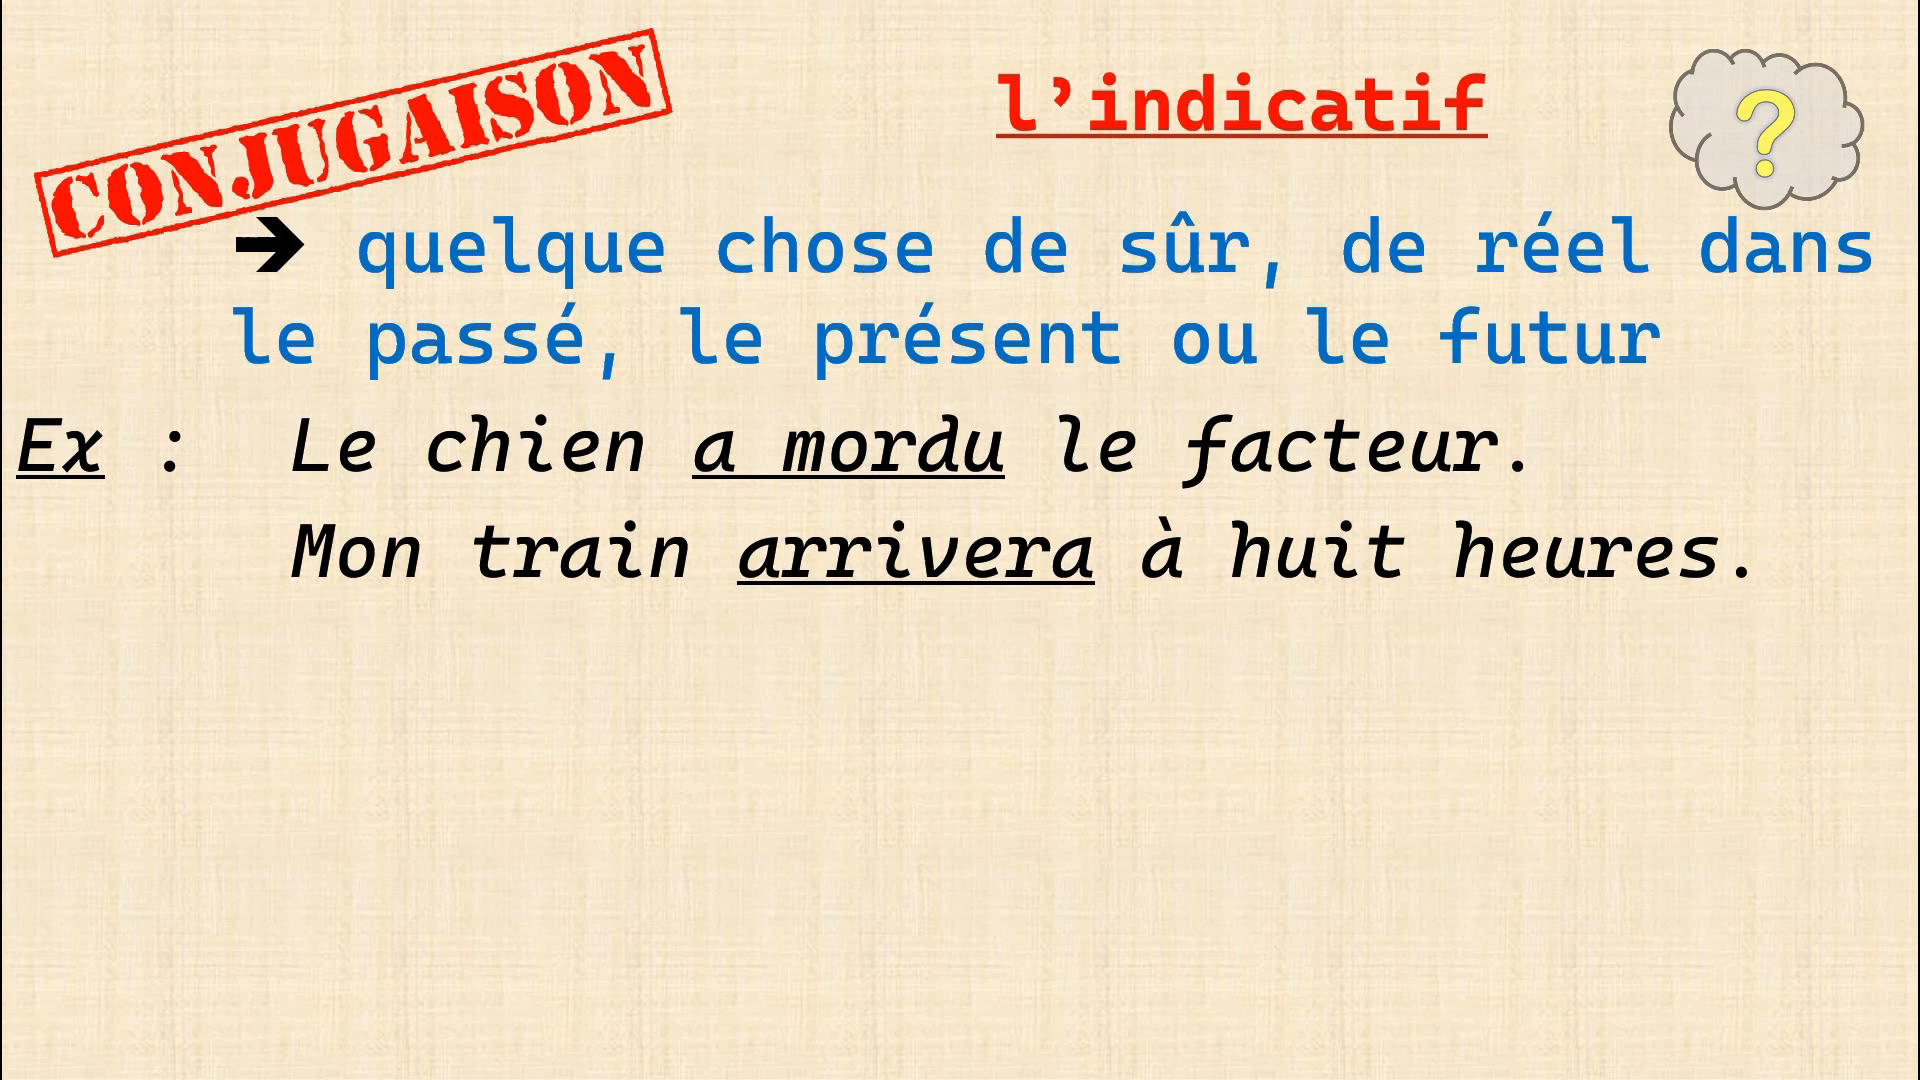 CONJUGAISON
l’indicatif
?
➔ quelque chose de sûr, de réel dans
le passé, le présent ou le futur
Ex : Le chien a mordu le facteur.
Mon train arrivera à huit heures.